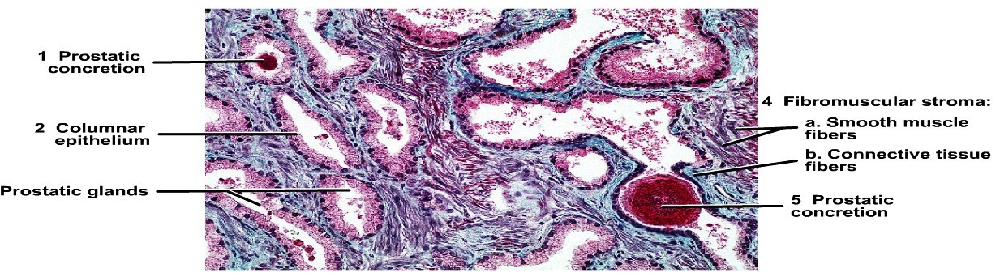 1 Prostatic
concretion
2 Columnar
epithelium
Prostatic glands
4 Fibromuscular stroma:
a. Smooth muscle
fibers
b. Connective tissue
fibers
5 Prostatic
concretion